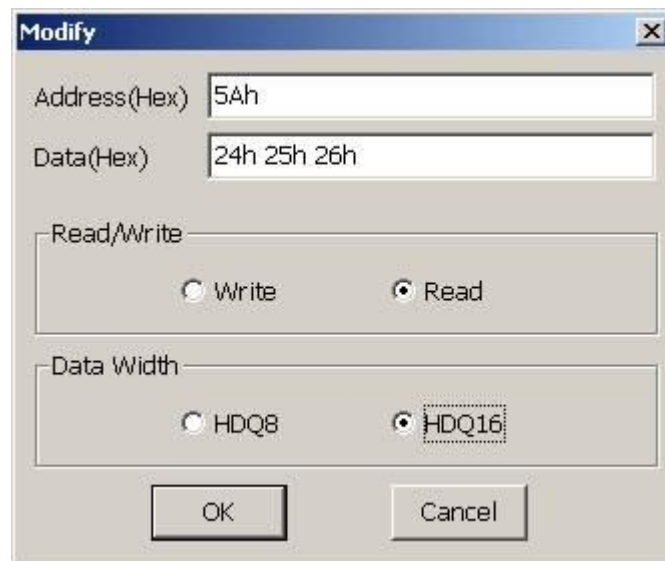 Modify
Address(Hex) 5Ah
Data(Hex) 24h 25h 26h
Read/Write
Write Read
Data Width
HDQ8 HDQ16
OK Cancel